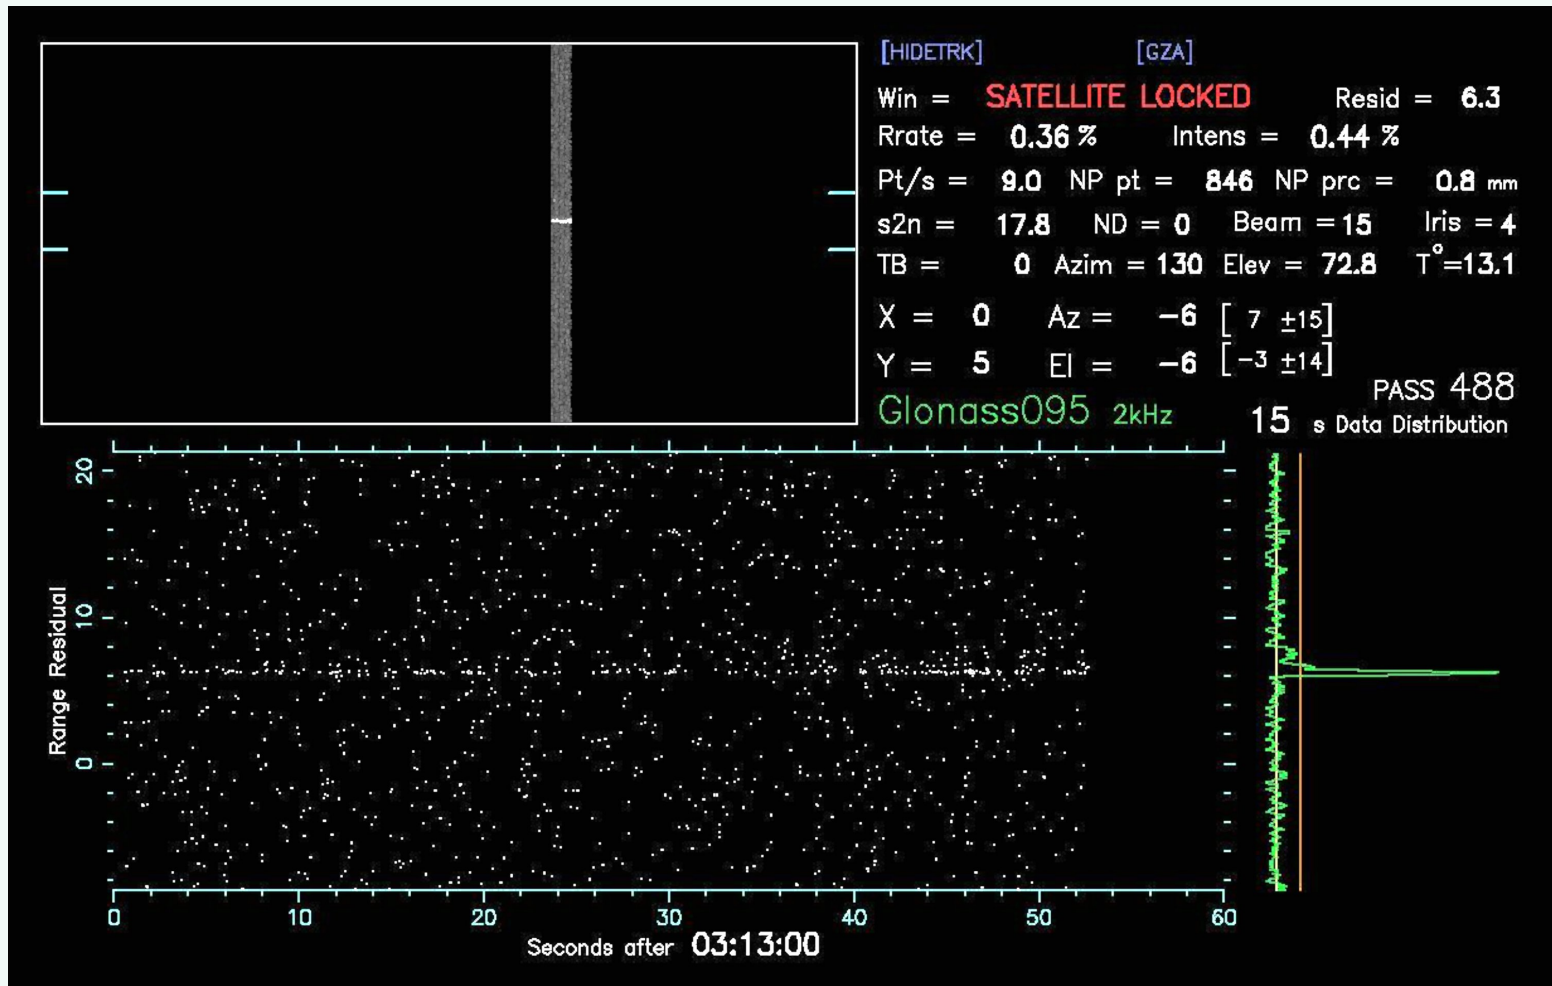 [HIDETRK] [GZA]
Win = SATELLITE LOCKED Resid = 6.3
Rrate = 0.36 % Intens = 0.44 %
Pt/s = 9.0 NP pt = 846 NP prc = 0.8 mm
s2n = 17.8 ND = 0 Beam = 15 Iris = 4
TB = 0 Azim = 130 Elev = 72.8 T°=13.1
X = 0 Az = -6 [ 7 ±15]
Y = 5 El = -6 [-3 ±14]
PASS 488
Glonass095 2kHz
15 s Data Distribution
20
10
0
Range Residual
0 10 20 30 40 50 60
Seconds after 03:13:00